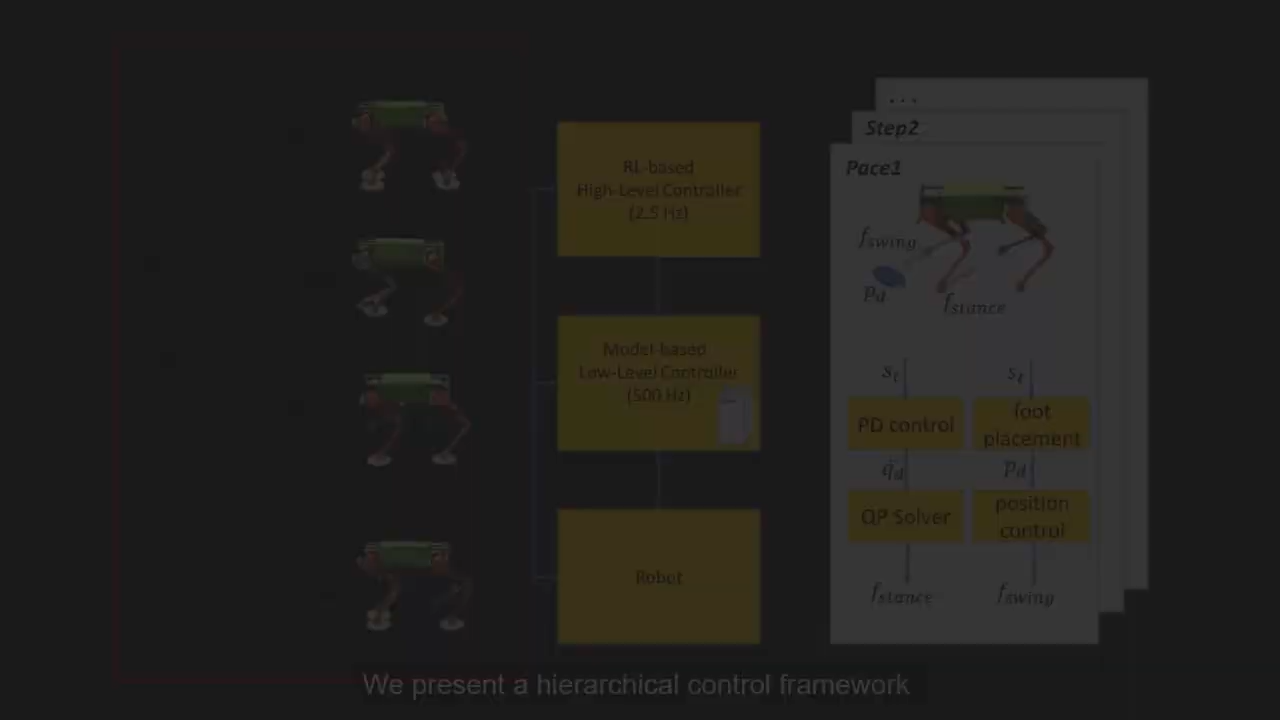 RL-based
High-Level Controller
(2.5 Hz)
Model-based
Low-Level Controller
(500 Hz)
Robot
...
Step2
Pace1
f_swing
p_d
f_stance
s_t
s_t
PD control
foot
placement
q̈_d
p_d
QP Solver
position
control
f_stance
f_swing
We present a hierarchical control framework